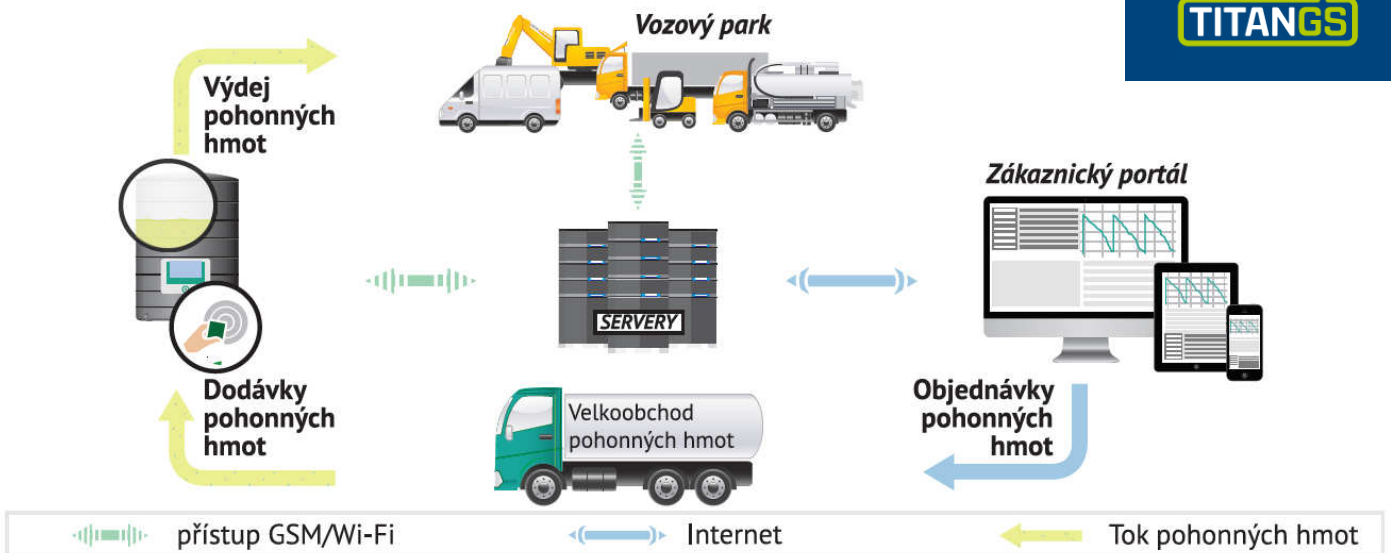 TITANGS
Vozový park
Výdej
pohonných
hmot
Zákaznický portál
SERVERY
Dodávky
pohonných
hmot
Velkoobchod
pohonných hmot
Objednávky
pohonných
hmot
přístup GSM/Wi-Fi
Internet
Tok pohonných hmot